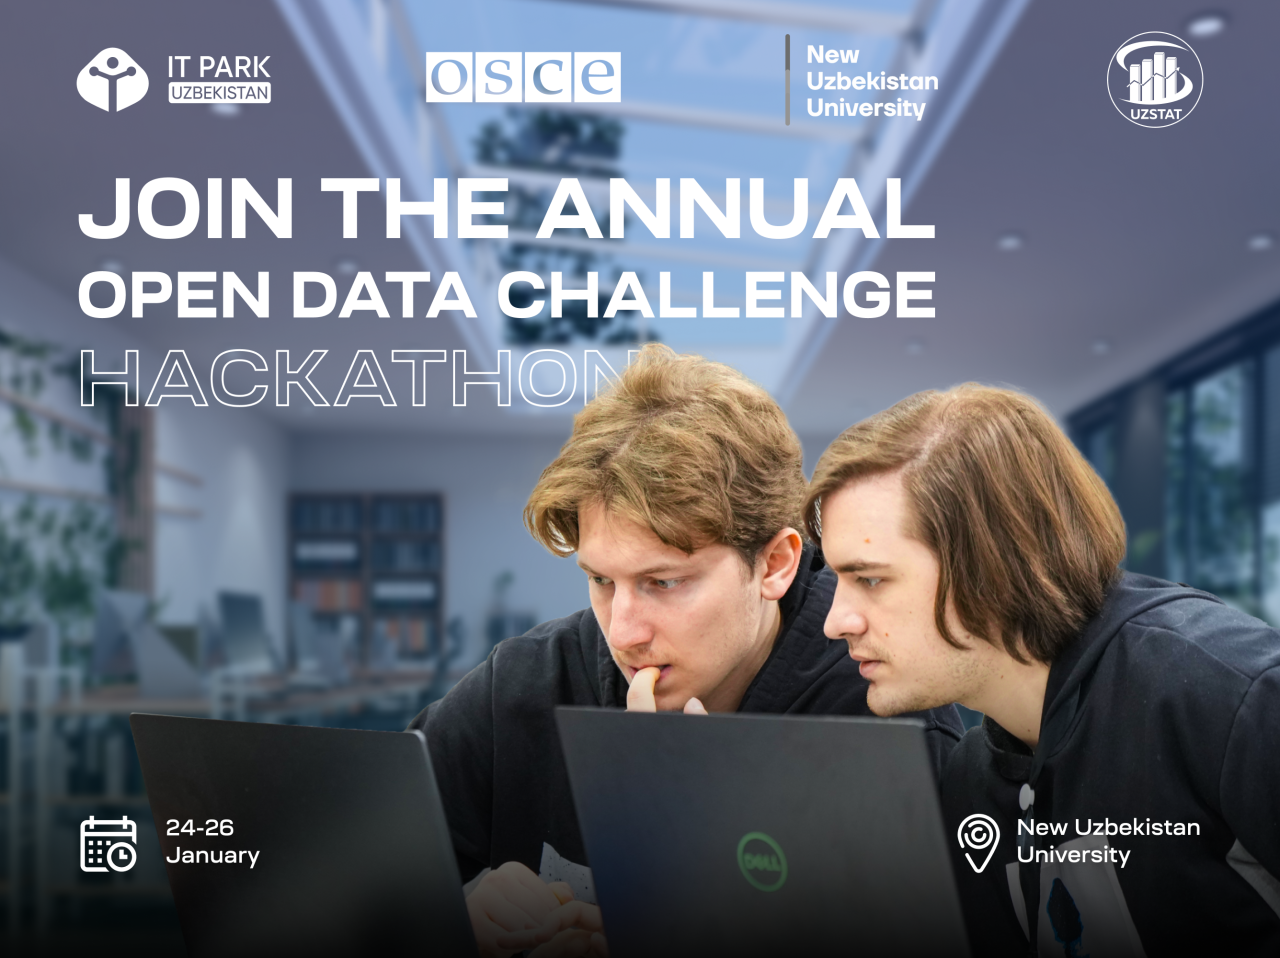 IT PARK
UZBEKISTAN
osce
New
Uzbekistan
University
UZSTAT
JOIN THE ANNUAL
OPEN DATA CHALLENGE
HACKATHON
DELL
24-26
January
New Uzbekistan
University